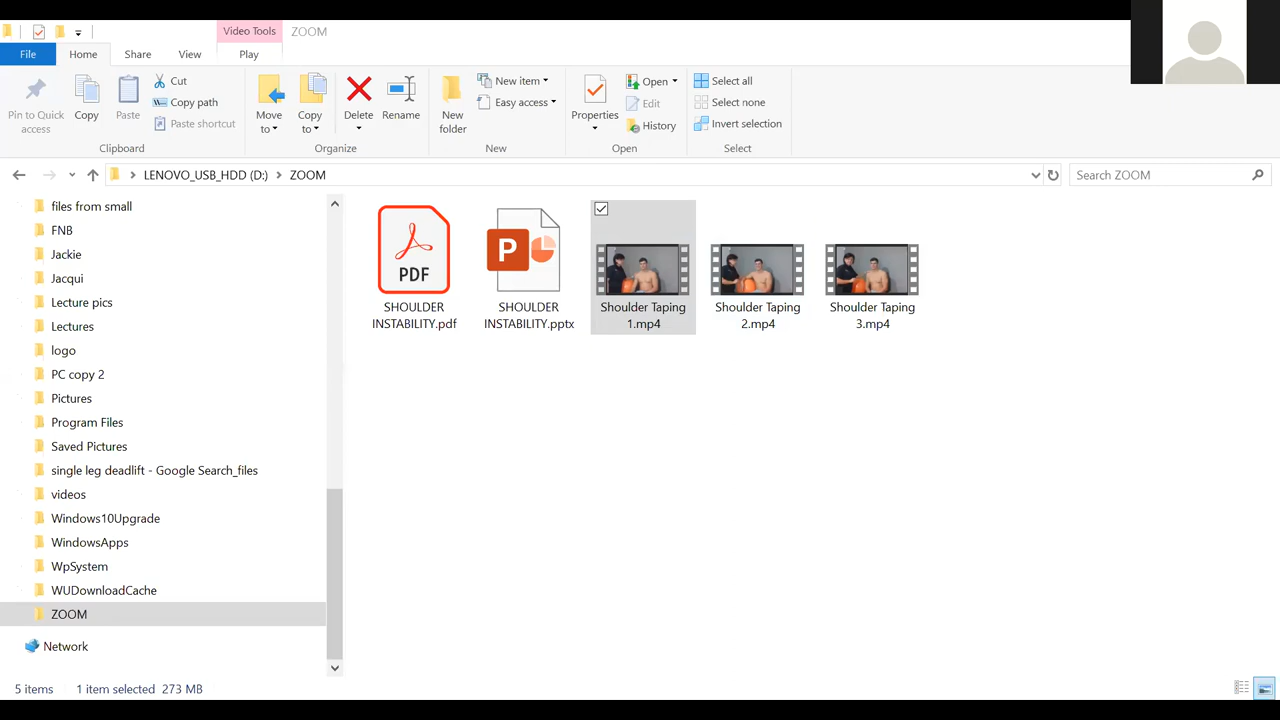 Video Tools
ZOOM
File
Home
Share
View
Play
Pin to Quick
access
Copy
Paste
Cut
Copy path
Paste shortcut
Clipboard
Move
to
Copy
to
Delete
Rename
Organize
New
folder
New item
Easy access
New
Properties
Open
Edit
History
Open
Select all
Select none
Invert selection
Select
LENOVO_USB_HDD (D:)
ZOOM
Search ZOOM
files from small
FNB
Jackie
Jacqui
Lecture pics
Lectures
logo
PC copy 2
Pictures
Program Files
Saved Pictures
single leg deadlift - Google Search_files
videos
Windows10Upgrade
WindowsApps
WpSystem
WUDownloadCache
ZOOM
Network
PDF
SHOULDER
INSTABILITY.pdf
P
SHOULDER
INSTABILITY.pptx
Shoulder Taping
1.mp4
Shoulder Taping
2.mp4
Shoulder Taping
3.mp4
5 items
1 item selected 273 MB